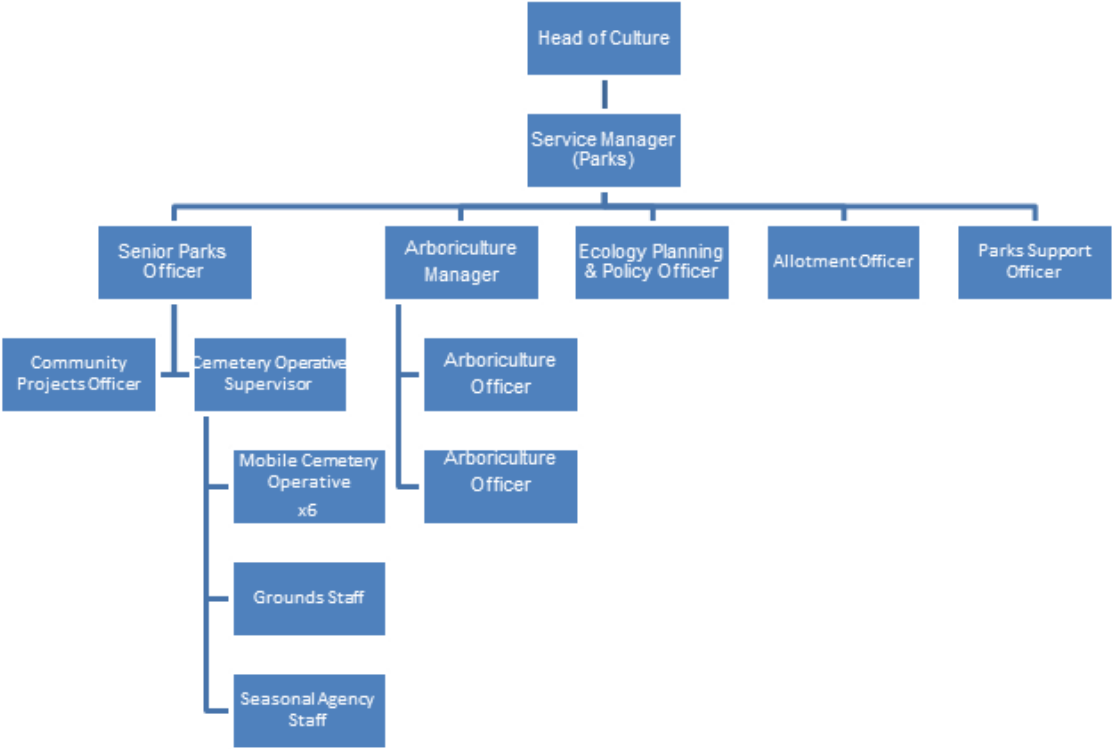 Head of Culture
Service Manager
(Parks)
Senior Parks
Officer
Arboriculture
Manager
Ecology Planning
& Policy Officer
Allotment Officer
Parks Support
Officer
Community
Projects Officer
Cemetery Operative
Supervisor
Arboriculture
Officer
Mobile Cemetery
Operative
x6
Arboriculture
Officer
Grounds Staff
Seasonal Agency
Staff